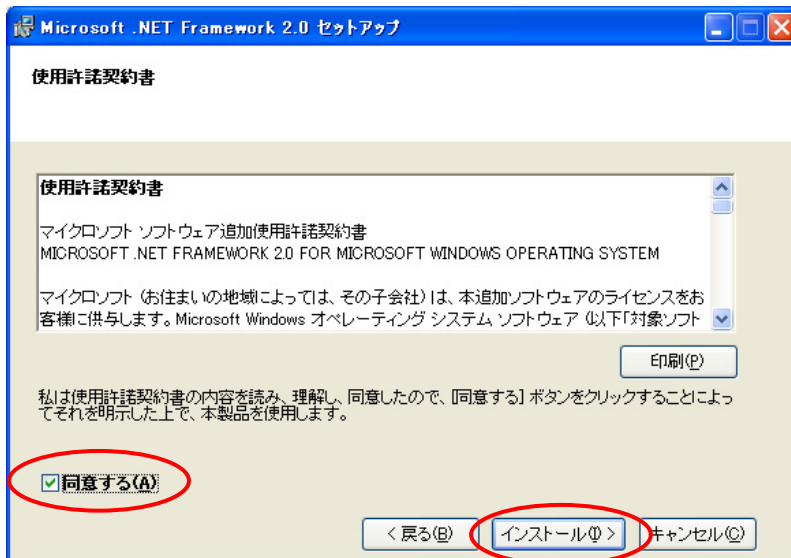 Microsoft .NET Framework 2.0 セットアップ
使用許諾契約書
使用許諾契約書
マイクロソフト ソフトウェア追加使用許諾契約書
MICROSOFT .NET FRAMEWORK 2.0 FOR MICROSOFT WINDOWS OPERATING SYSTEM
マイクロソフト (お住まいの地域によっては、その子会社) は、本追加ソフトウェアのライセンスをお
客様に供与します。Microsoft Windows オペレーティング システム ソフトウェア (以下「対象ソフト
印刷(P)
私は使用許諾契約書の内容を読み、理解し、同意したので、[同意する] ボタンをクリックすることによっ
てそれを明示した上で、本製品を使用します。
同意する(A)
< 戻る(B) インストール(I) > キャンセル(C)